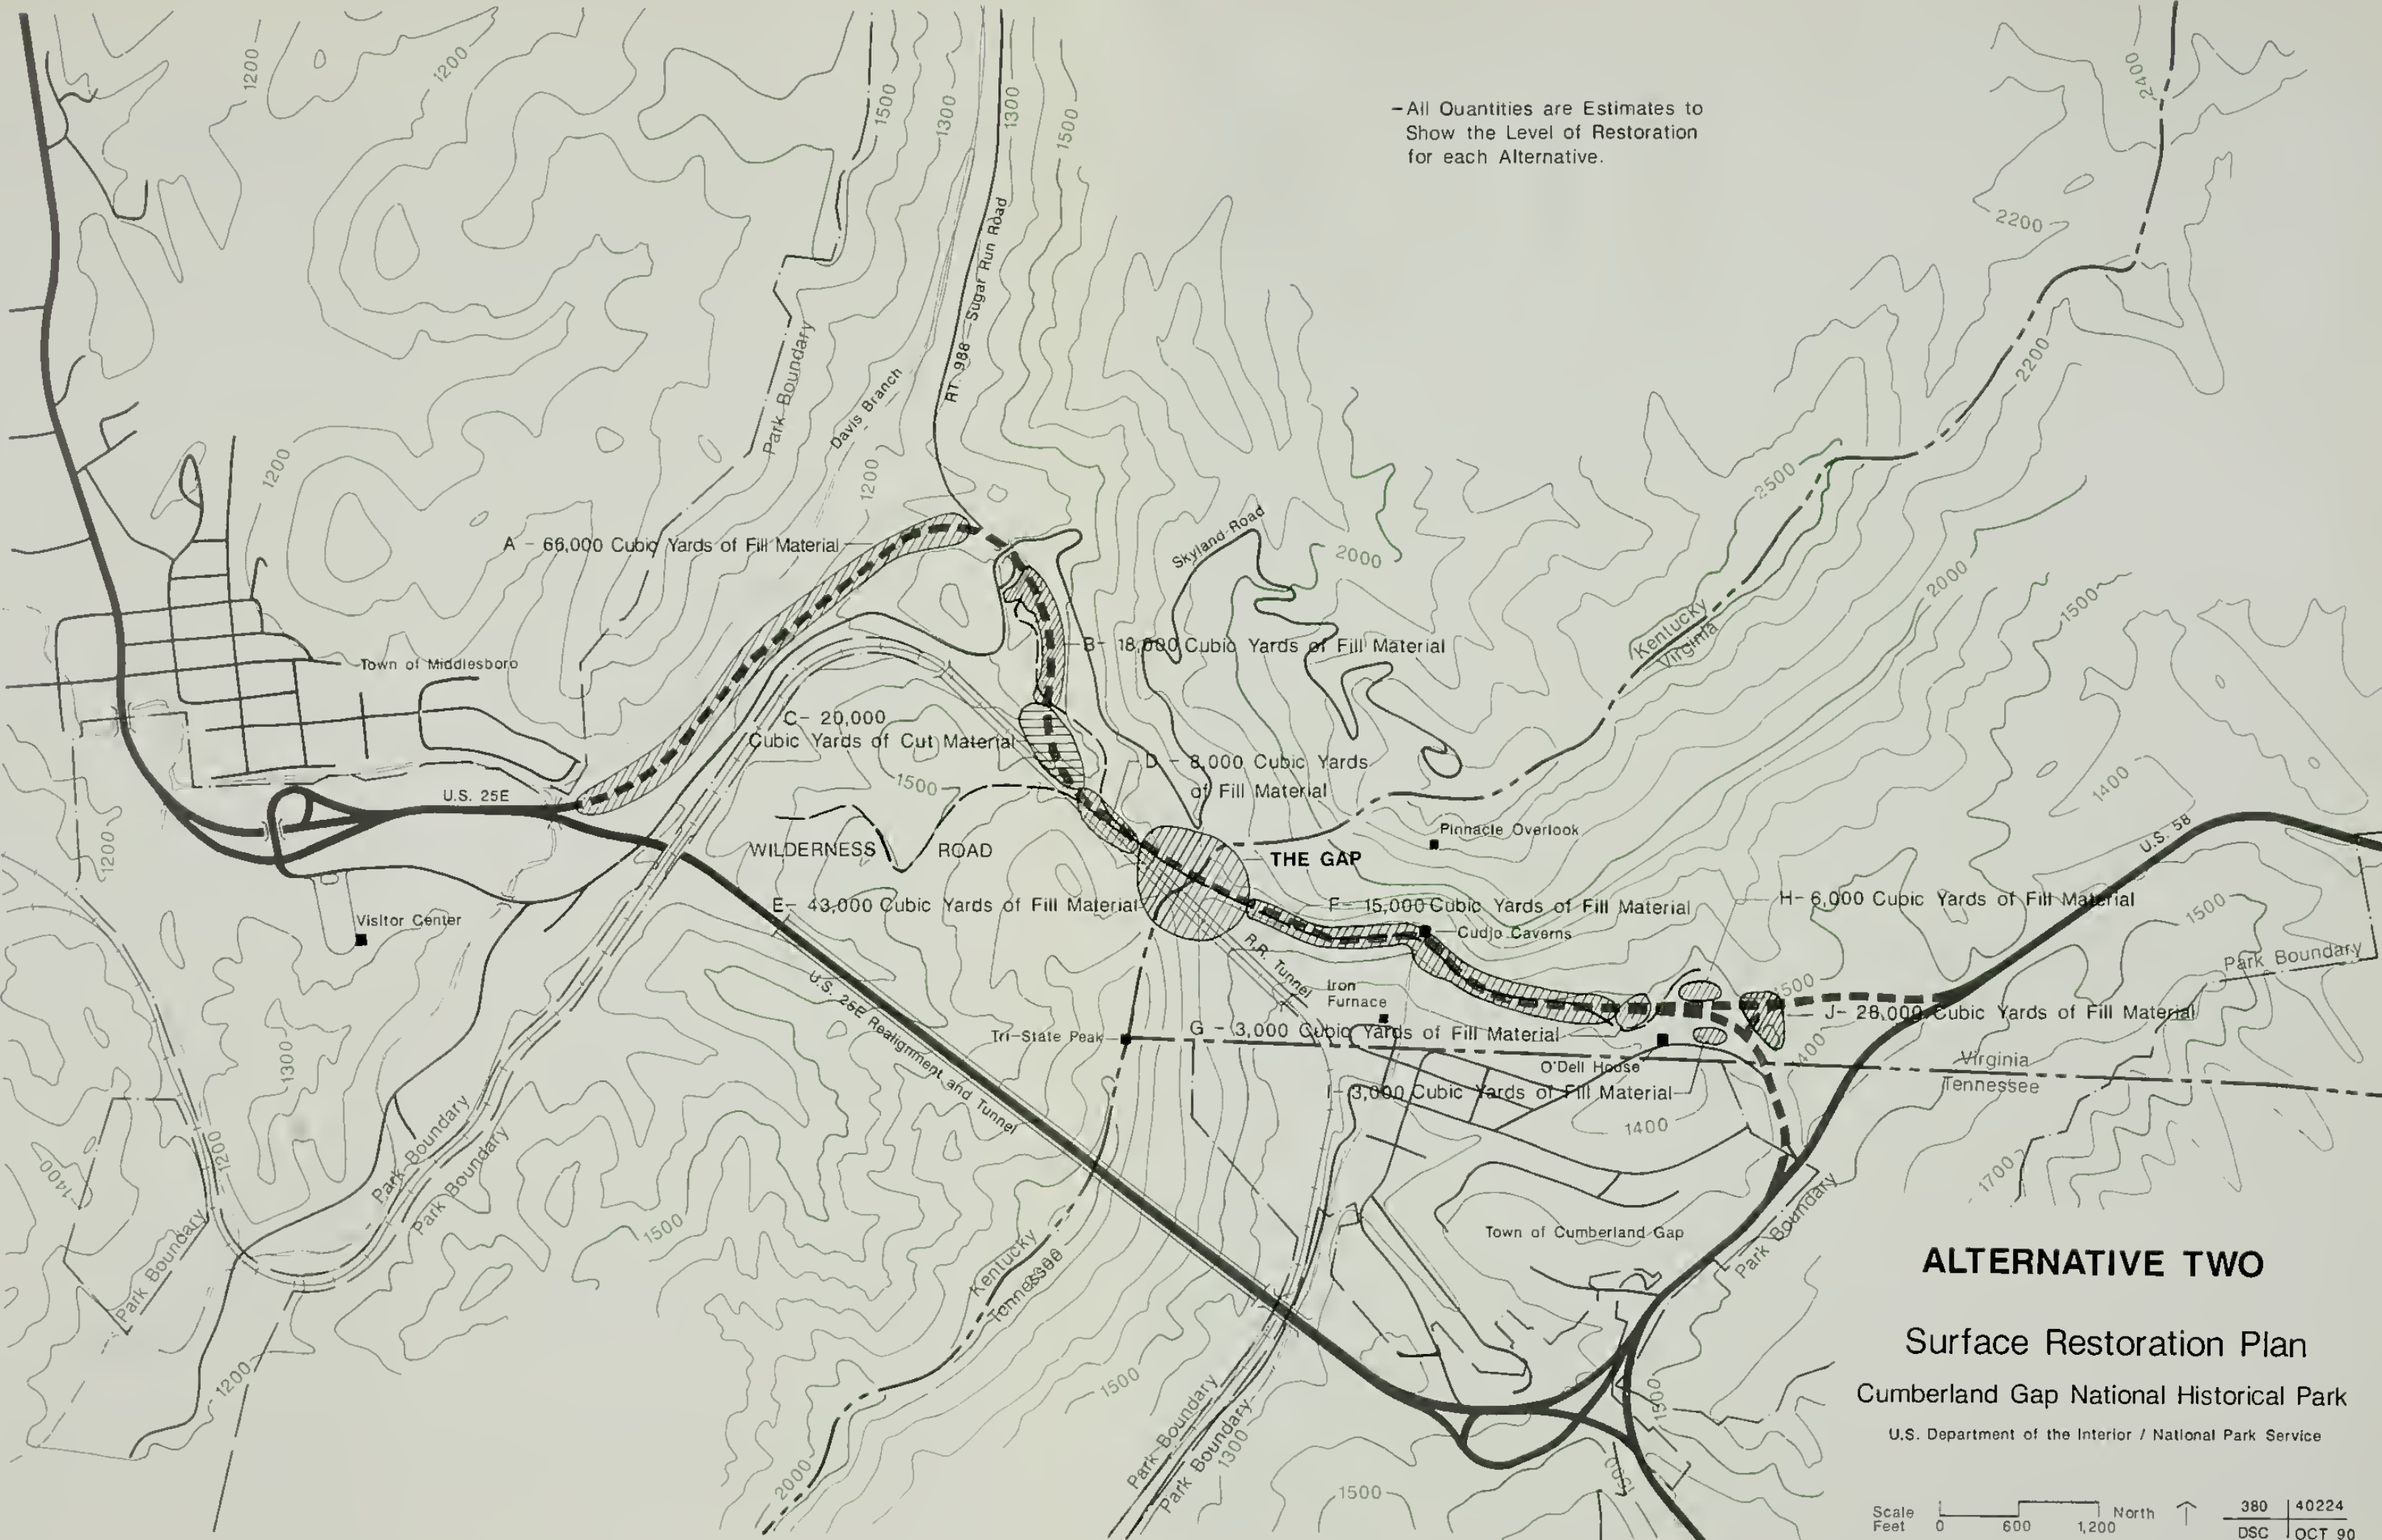 1200
1200
1500
1300
1300
1500
2400
-All Quantities are Estimates to
Show the Level of Restoration
for each Alternative.
RT. 988 - Sugar Run Road
2200
Park Boundary
Davis Branch
2200
1200
1200
2500
A - 66,000 Cubic Yards of Fill Material
Skyland Road
2000
2000
1500
Kentucky
Virginia
B- 18,000 Cubic Yards of Fill Material
Town of Middlesboro
C- 20,000
Cubic Yards of Cut Material
D - 8,000 Cubic Yards
of Fill Material
1500
1400
U.S. 25E
U.S. 58
1200
WILDERNESS ROAD
THE GAP
Pinnacle Overlook
E- 43,000 Cubic Yards of Fill Material
F- 15,000 Cubic Yards of Fill Material
H- 6,000 Cubic Yards of Fill Material
1500
Visitor Center
Cudjo Caverns
Park Boundary
R.R. Tunnel
Iron
Furnace
1500
J- 28,000 Cubic Yards of Fill Material
U.S. 25E Realignment and Tunnel
Tri-State Peak
G - 3,000 Cubic Yards of Fill Material
1300
1400
Virginia
Tennessee
O'Dell House
I- 3,000 Cubic Yards of Fill Material
1400
1200
1400
Park Boundary
Park Boundary
Park Boundary
1700
1500
Town of Cumberland Gap
Park Boundary
Kentucky
Tennessee
ALTERNATIVE TWO
Surface Restoration Plan
Cumberland Gap National Historical Park
U.S. Department of the Interior / National Park Service
1200
1500
1500
Park Boundary
Park Boundary
1300
2000
1500
1500
Scale
Feet
0 600 1,200
North
380 40224
DSC OCT 90